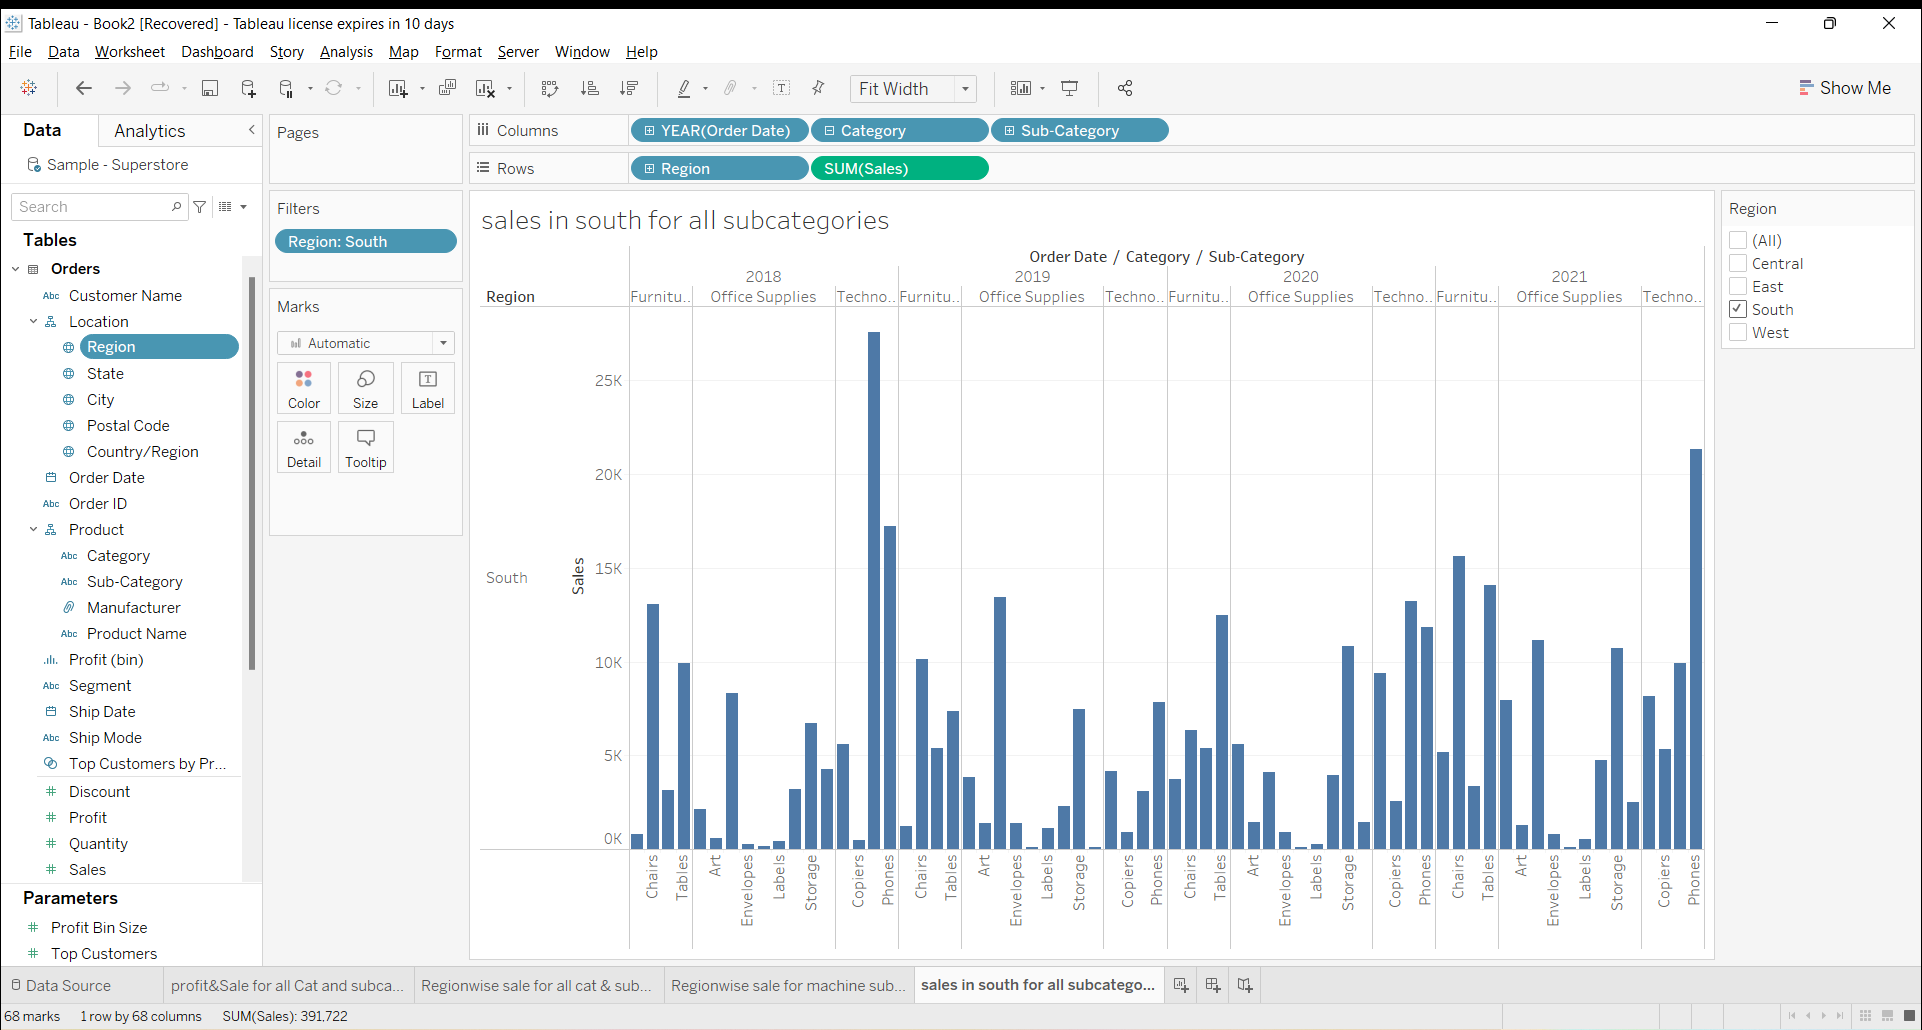 Tableau - Book2 [Recovered] - Tableau license expires in 10 days
File Data Worksheet Dashboard Story Analysis Map Format Server Window Help
Fit Width
Show Me
Data Analytics
Sample - Superstore
Search
Tables
Orders
Abc Customer Name
Location
Region
State
City
Postal Code
Country/Region
Order Date
Abc Order ID
Product
Abc Category
Abc Sub-Category
Manufacturer
Abc Product Name
Profit (bin)
Abc Segment
Ship Date
Abc Ship Mode
Top Customers by Pr...
# Discount
# Profit
# Quantity
# Sales
Parameters
# Profit Bin Size
# Top Customers
Pages
Filters
Region: South
Marks
Automatic
Color Size Label
T
Detail Tooltip
Columns YEAR(Order Date) Category Sub-Category
Rows Region SUM(Sales)
sales in south for all subcategories
Order Date / Category / Sub-Category
2018 2019 2020 2021
Region Furnitu.. Office Supplies Techno.. Furnitu.. Office Supplies Techno.. Furnitu.. Office Supplies Techno.. Furnitu.. Office Supplies Techno..
25K
20K
15K
10K
5K
0K
Sales
South
Chairs Tables Art Envelopes Labels Storage Copiers Phones Chairs Tables Art Envelopes Labels Storage Copiers Phones Chairs Tables Art Envelopes Labels Storage Copiers Phones Chairs Tables Art Envelopes Labels Storage Copiers Phones
Region
(All)
Central
East
South
West
Data Source profit&Sale for all Cat and subca... Regionwise sale for all cat & sub... Regionwise sale for machine sub... sales in south for all subcatego...
68 marks 1 row by 68 columns SUM(Sales): 391,722